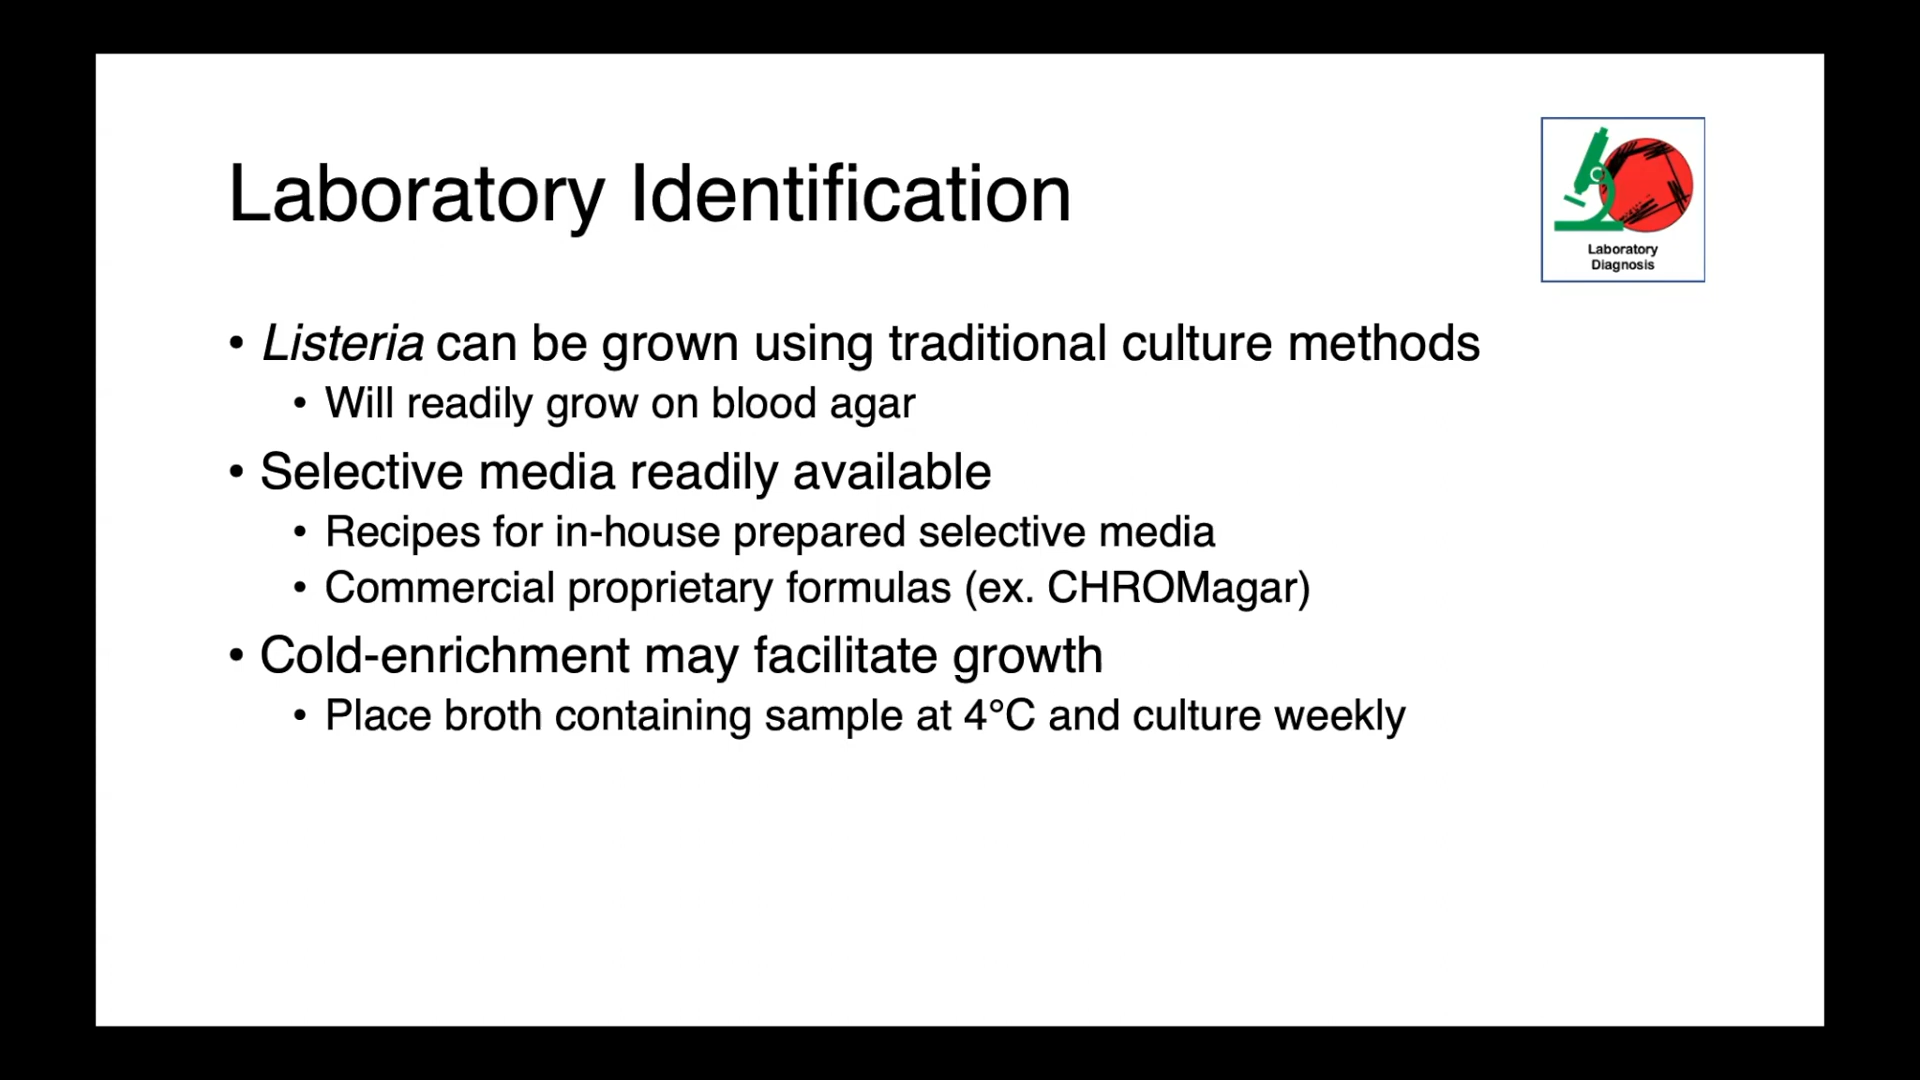 Laboratory Identification
Laboratory
Diagnosis
• Listeria can be grown using traditional culture methods
• Will readily grow on blood agar
• Selective media readily available
• Recipes for in-house prepared selective media
• Commercial proprietary formulas (ex. CHROMagar)
• Cold-enrichment may facilitate growth
• Place broth containing sample at 4°C and culture weekly